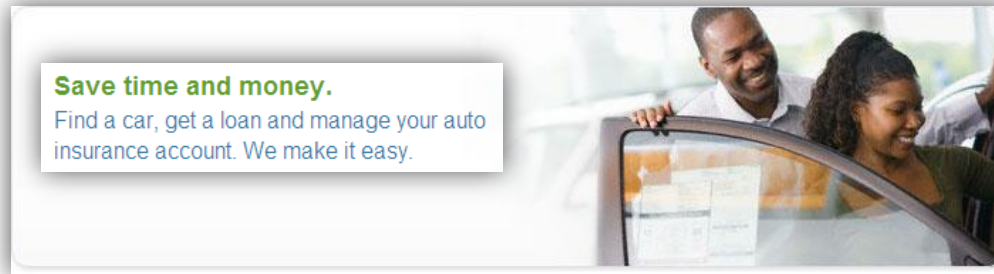 Save time and money.
Find a car, get a loan and manage your auto
insurance account. We make it easy.